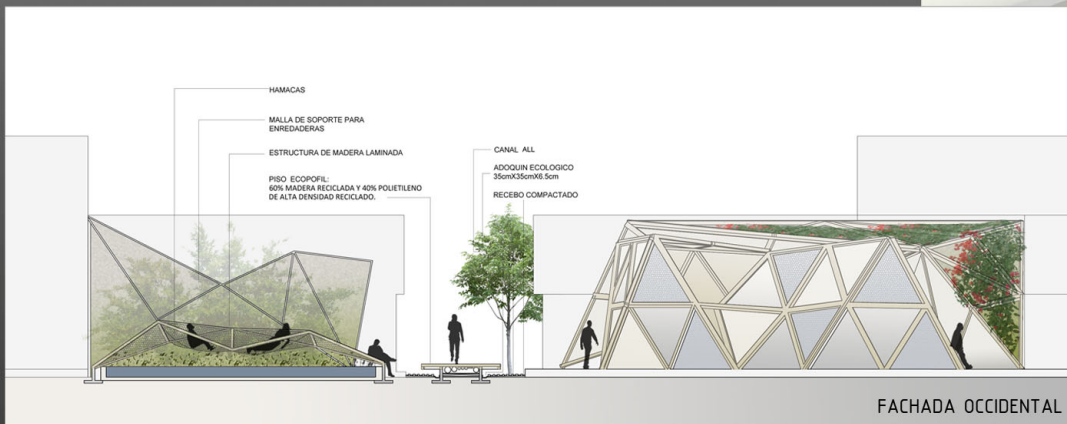 HAMACAS
MALLA DE SOPORTE PARA
ENREDADERAS
ESTRUCTURA DE MADERA LAMINADA
PISO ECOPOFIL:
60% MADERA RECICLADA Y 40% POLIETILENO
DE ALTA DENSIDAD RECICLADO.
CANAL ALL
ADOQUIN ECOLOGICO
35cmX35cmX6.5cm
RECEBO COMPACTADO
FACHADA OCCIDENTAL